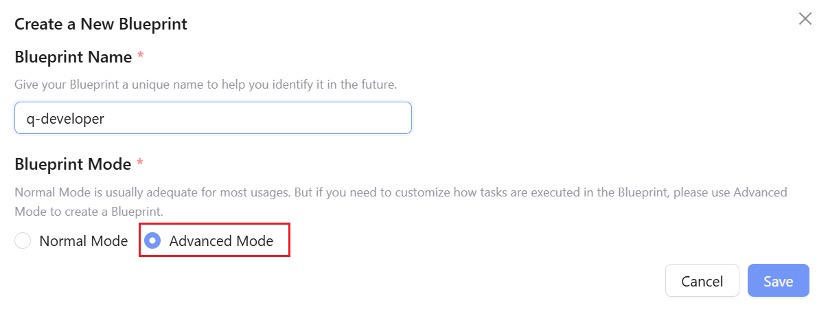 Create a New Blueprint
Blueprint Name *
Give your Blueprint a unique name to help you identify it in the future.
q-developer
Blueprint Mode *
Normal Mode is usually adequate for most usages. But if you need to customize how tasks are executed in the Blueprint, please use Advanced
Mode to create a Blueprint.
Normal Mode Advanced Mode
Cancel Save